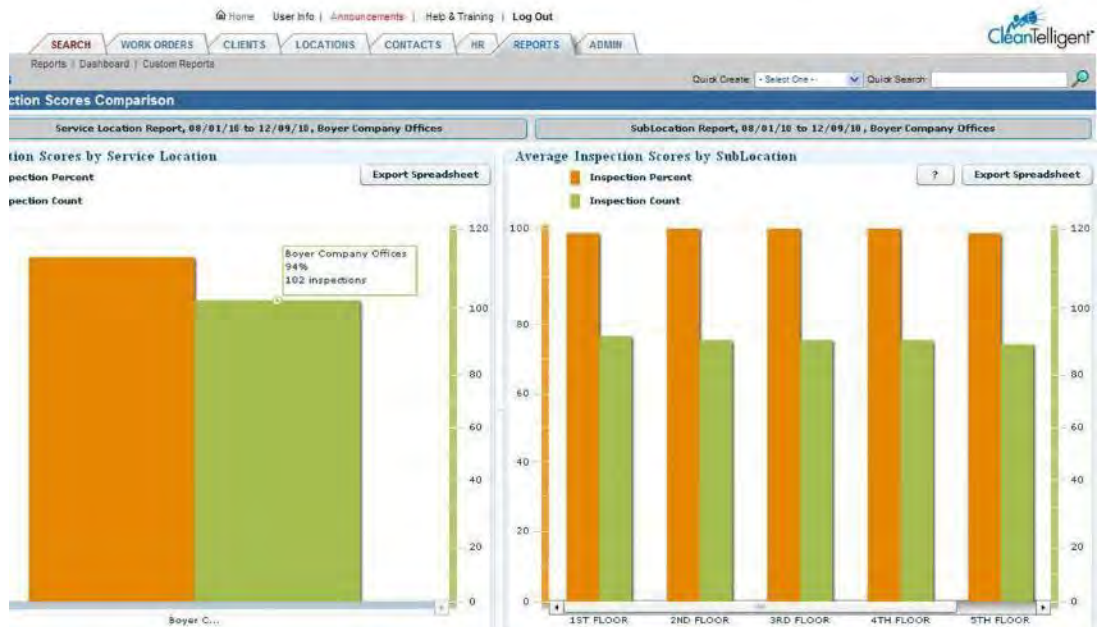 Home User Info | Announcements | Help & Training | Log Out
CleanTelligent
SEARCH WORK ORDERS CLIENTS LOCATIONS CONTACTS HR REPORTS ADMIN
Reports | Dashboard | Custom Reports
Quick Create: - Select One -- Quick Search:
ction Scores Comparison
Service Location Report, 08/01/10 to 12/09/10, Boyer Company Offices
SubLocation Report, 08/01/10 to 12/09/10, Boyer Company Offices
tion Scores by Service Location
pection Percent
Export Spreadsheet
pection Count
120
100
80
60
40
20
0
Boyer Company Offices
94%
102 inspections
Boyer C...
Average Inspection Scores by SubLocation
Inspection Percent
? Export Spreadsheet
Inspection Count
100
80
60
40
20
0
120
100
80
60
40
20
0
1ST FLOOR 2ND FLOOR 3RD FLOOR 4TH FLOOR 5TH FLOOR